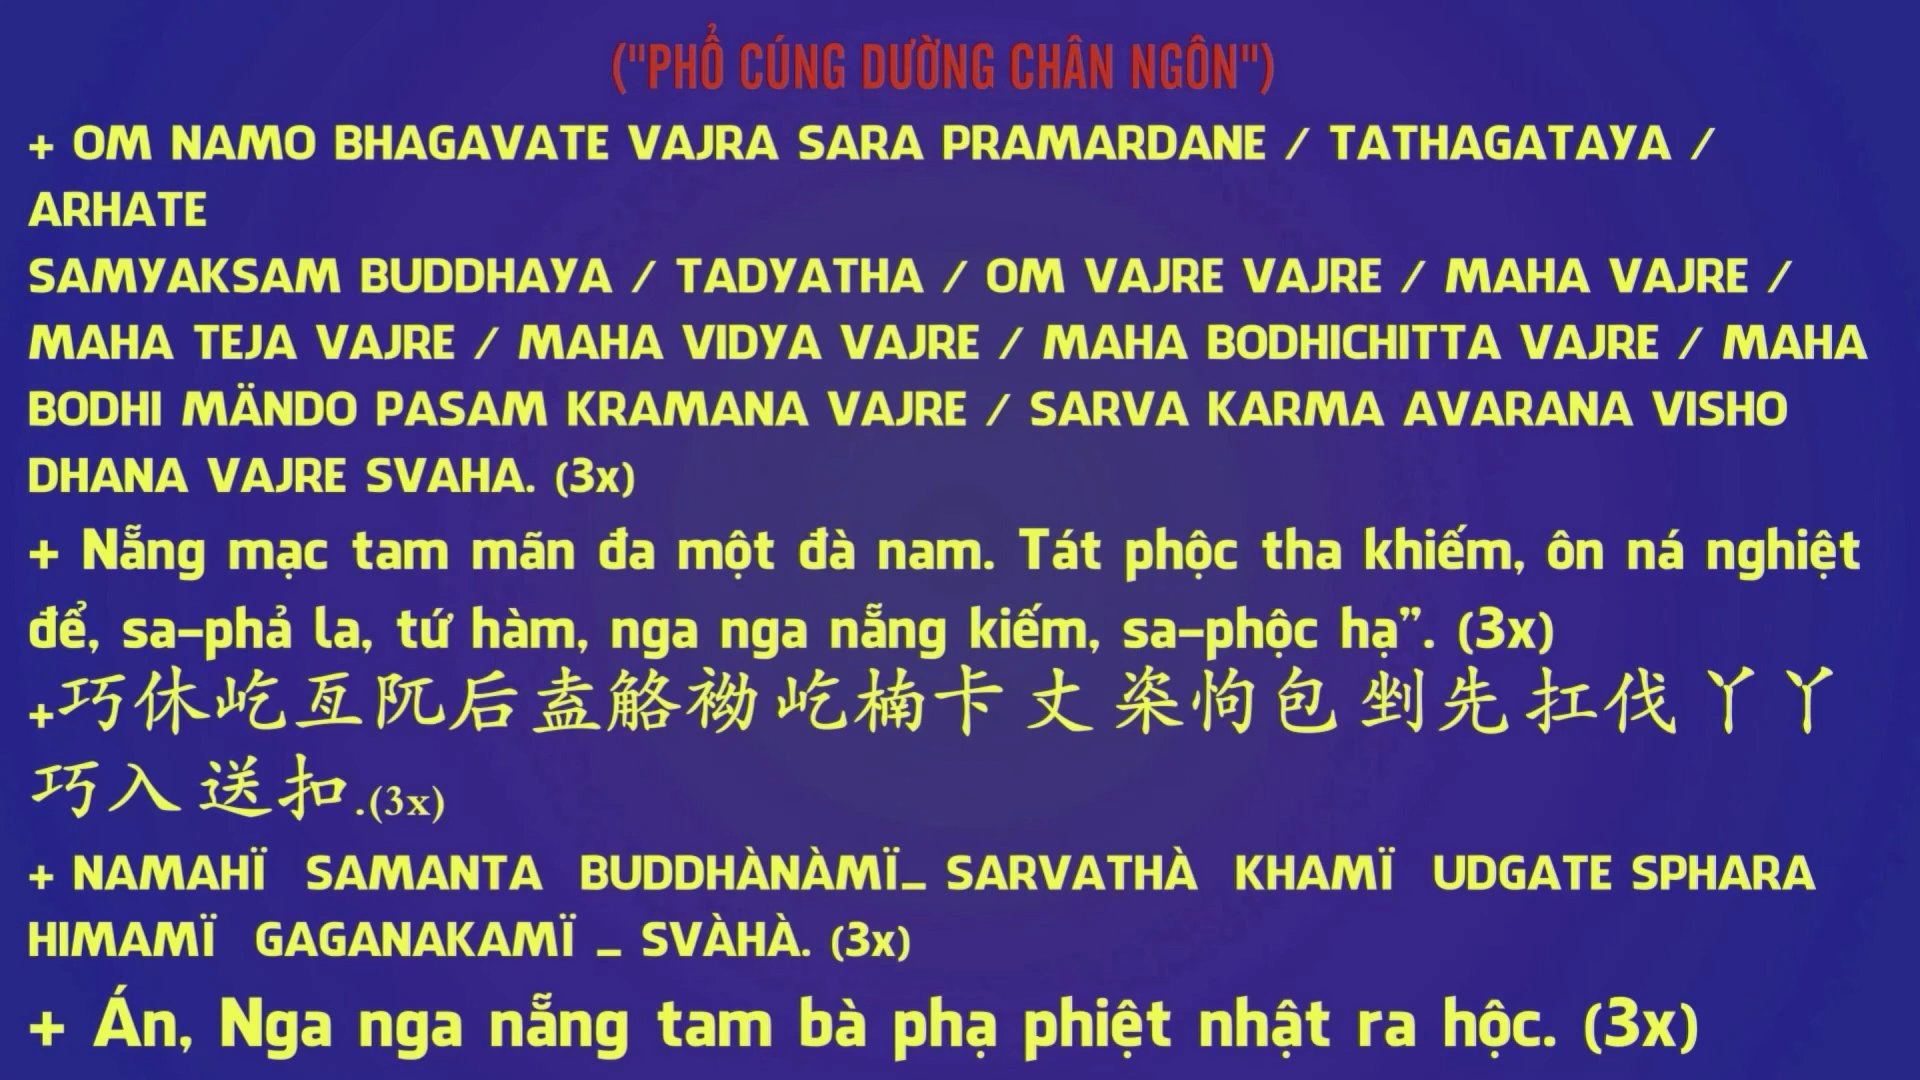 ("PHỔ CÚNG DƯỜNG CHÂN NGÔN")
+ OM NAMO BHAGAVATE VAJRA SARA PRAMARDANE / TATHAGATAYA /
ARHATE
SAMYAKSAM BUDDHAYA / TADYATHA / OM VAJRE VAJRE / MAHA VAJRE /
MAHA TEJA VAJRE / MAHA VIDYA VAJRE / MAHA BODHICHITTA VAJRE / MAHA
BODHI MÄNDO PASAM KRAMANA VAJRE / SARVA KARMA AVARANA VISHO
DHANA VAJRE SVAHA. (3x)
+ Nẵng mạc tam mãn đa một đà nam. Tát phộc tha khiếm, ôn ná nghiệt
để, sa-phả la, tứ hàm, nga nga nẵng kiếm, sa-phộc hạ”. (3x)
+巧休屹亙阢后盍觡袎屹楠卡丈栥怐包剉先扛伐丫丫
巧入送扣.(3x)
+ NAMAHÏ SAMANTA BUDDHÀNÀMÏ_ SARVATHÀ KHAMÏ UDGATE SPHARA
HIMAMÏ GAGANAKAMÏ _ SVÀHÀ. (3x)
+ Án, Nga nga nẵng tam bà phạ phiệt nhật ra hộc. (3x)